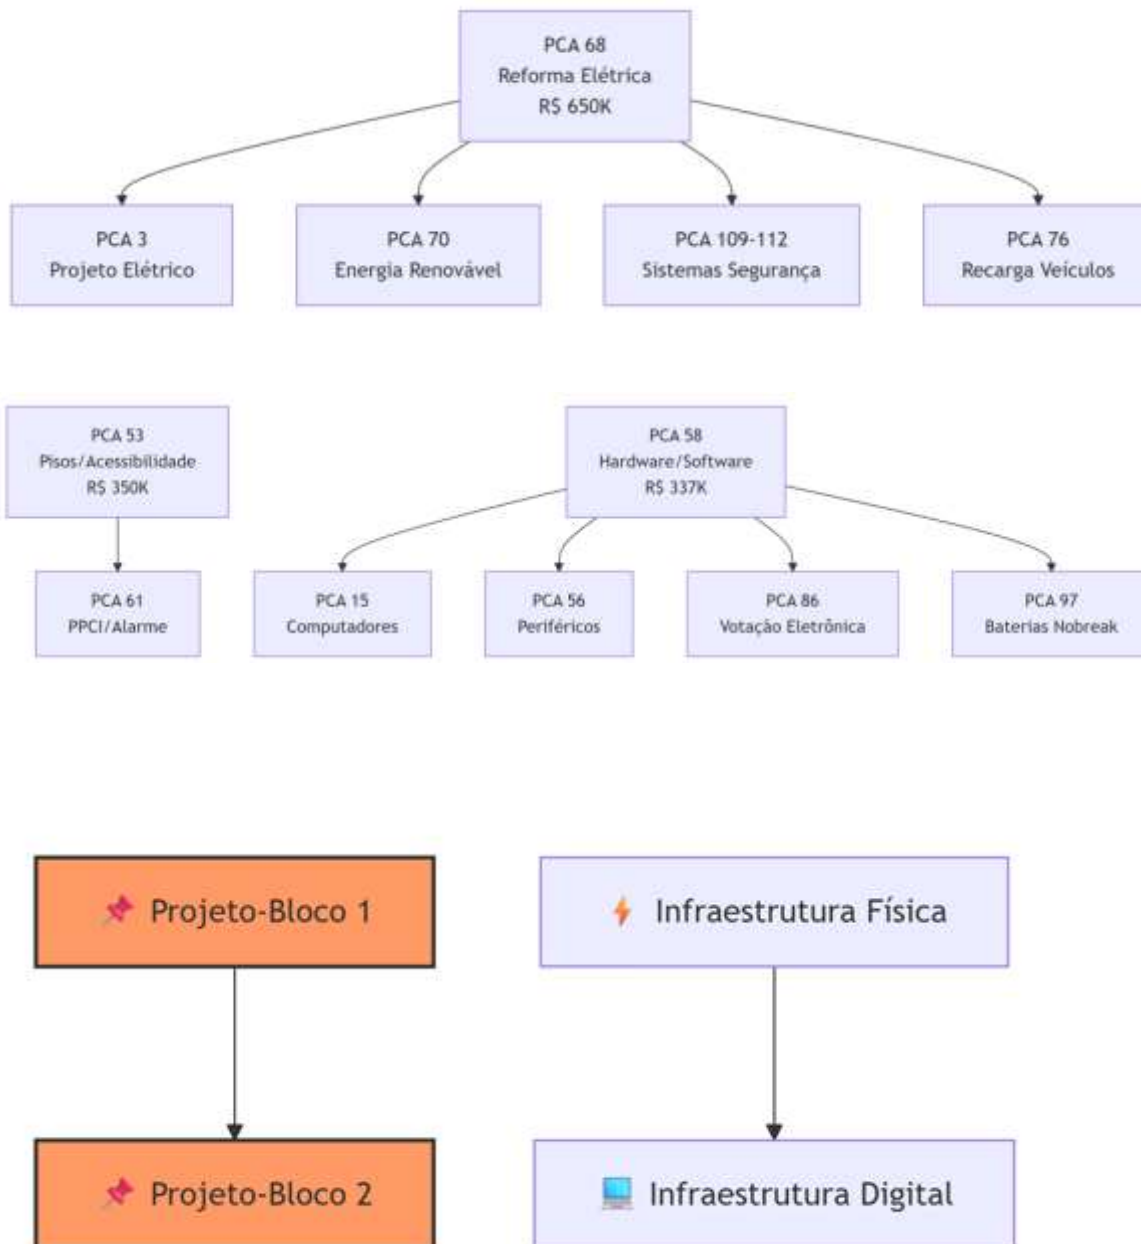 PCA 68
Reforma Elétrica
R$ 650K
PCA 3
Projeto Elétrico
PCA 70
Energia Renovável
PCA 109-112
Sistemas Segurança
PCA 76
Recarga Veículos
PCA 53
Pisos/Acessibilidade
R$ 350K
PCA 58
Hardware/Software
R$ 337K
PCA 61
PPCI/Alarme
PCA 15
Computadores
PCA 56
Periféricos
PCA 86
Votação Eletrônica
PCA 97
Baterias Nobreak
📌 Projeto-Bloco 1
⚡ Infraestrutura Física
📌 Projeto-Bloco 2
💻 Infraestrutura Digital